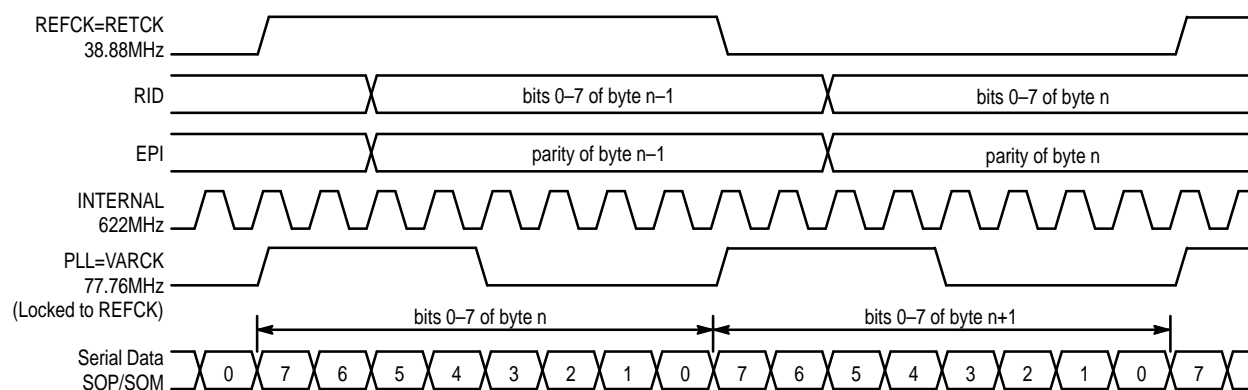 REFCK=RETCK
38.88MHz
RID
bits 0–7 of byte n–1
bits 0–7 of byte n
EPI
parity of byte n–1
parity of byte n
INTERNAL
622MHz
PLL=VARCK
77.76MHz
(Locked to REFCK)
bits 0–7 of byte n
bits 0–7 of byte n+1
Serial Data
SOP/SOM
0 7 6 5 4 3 2 1 0 7 6 5 4 3 2 1 0 7